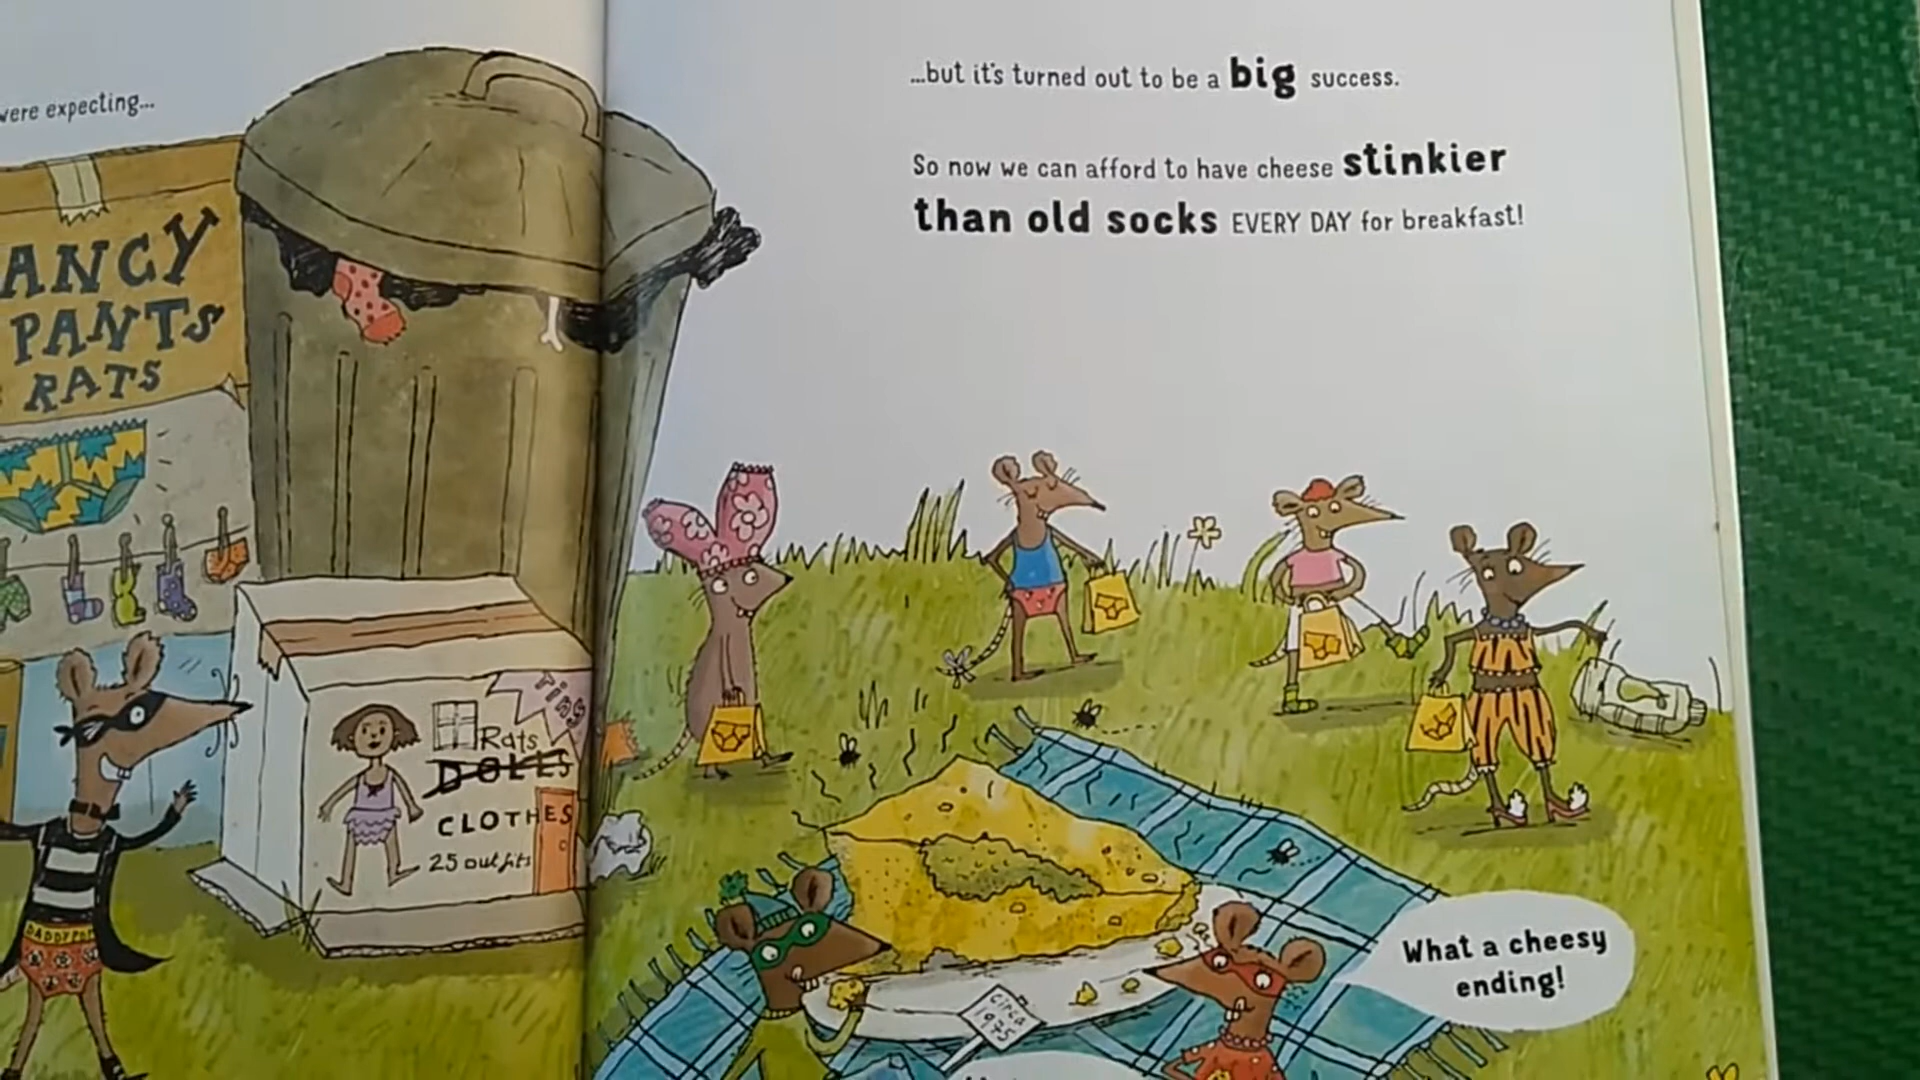 were expecting...
ANCY
PANTS
RATS
Tiny
Rats
DOLLS
CLOTHES
25 outfits
...but it's turned out to be a big success.
So now we can afford to have cheese stinkier
than old socks EVERY DAY for breakfast!
circa
1975
What a cheesy
ending!